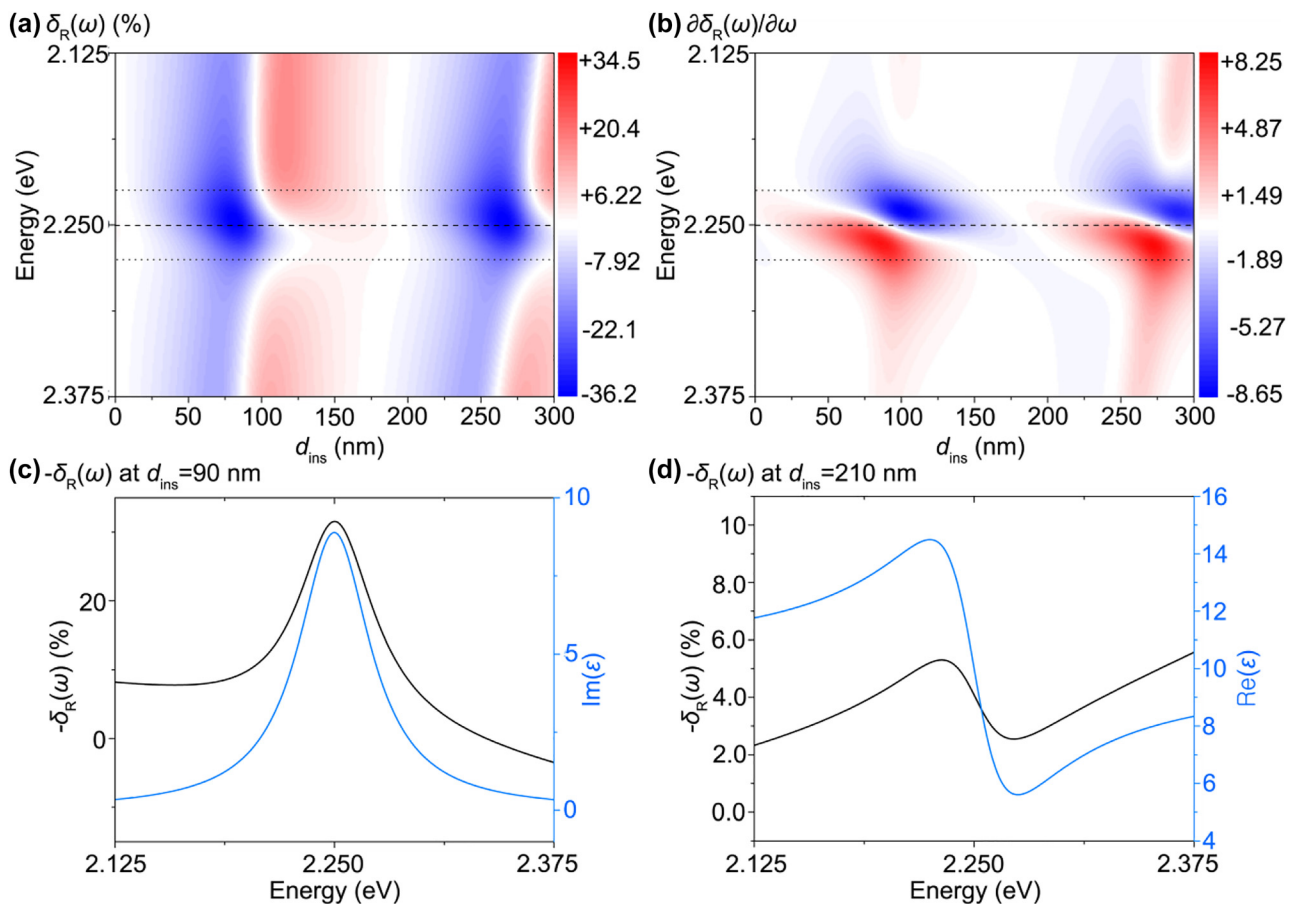 (a) δR(ω) (%)
2.125
2.250
2.375
Energy (eV)
0 50 100 150 200 250 300
dins (nm)
+34.5
+20.4
+6.22
-7.92
-22.1
-36.2
(b) ∂δR(ω)/∂ω
2.125
2.250
2.375
Energy (eV)
0 50 100 150 200 250 300
dins (nm)
+8.25
+4.87
+1.49
-1.89
-5.27
-8.65
(c) -δR(ω) at dins=90 nm
20
0
-δR(ω) (%)
10
5
0
Im(ε)
2.125 2.250 2.375
Energy (eV)
(d) -δR(ω) at dins=210 nm
10
8.0
6.0
4.0
2.0
0.0
-δR(ω) (%)
16
14
12
10
8
6
4
Re(ε)
2.125 2.250 2.375
Energy (eV)